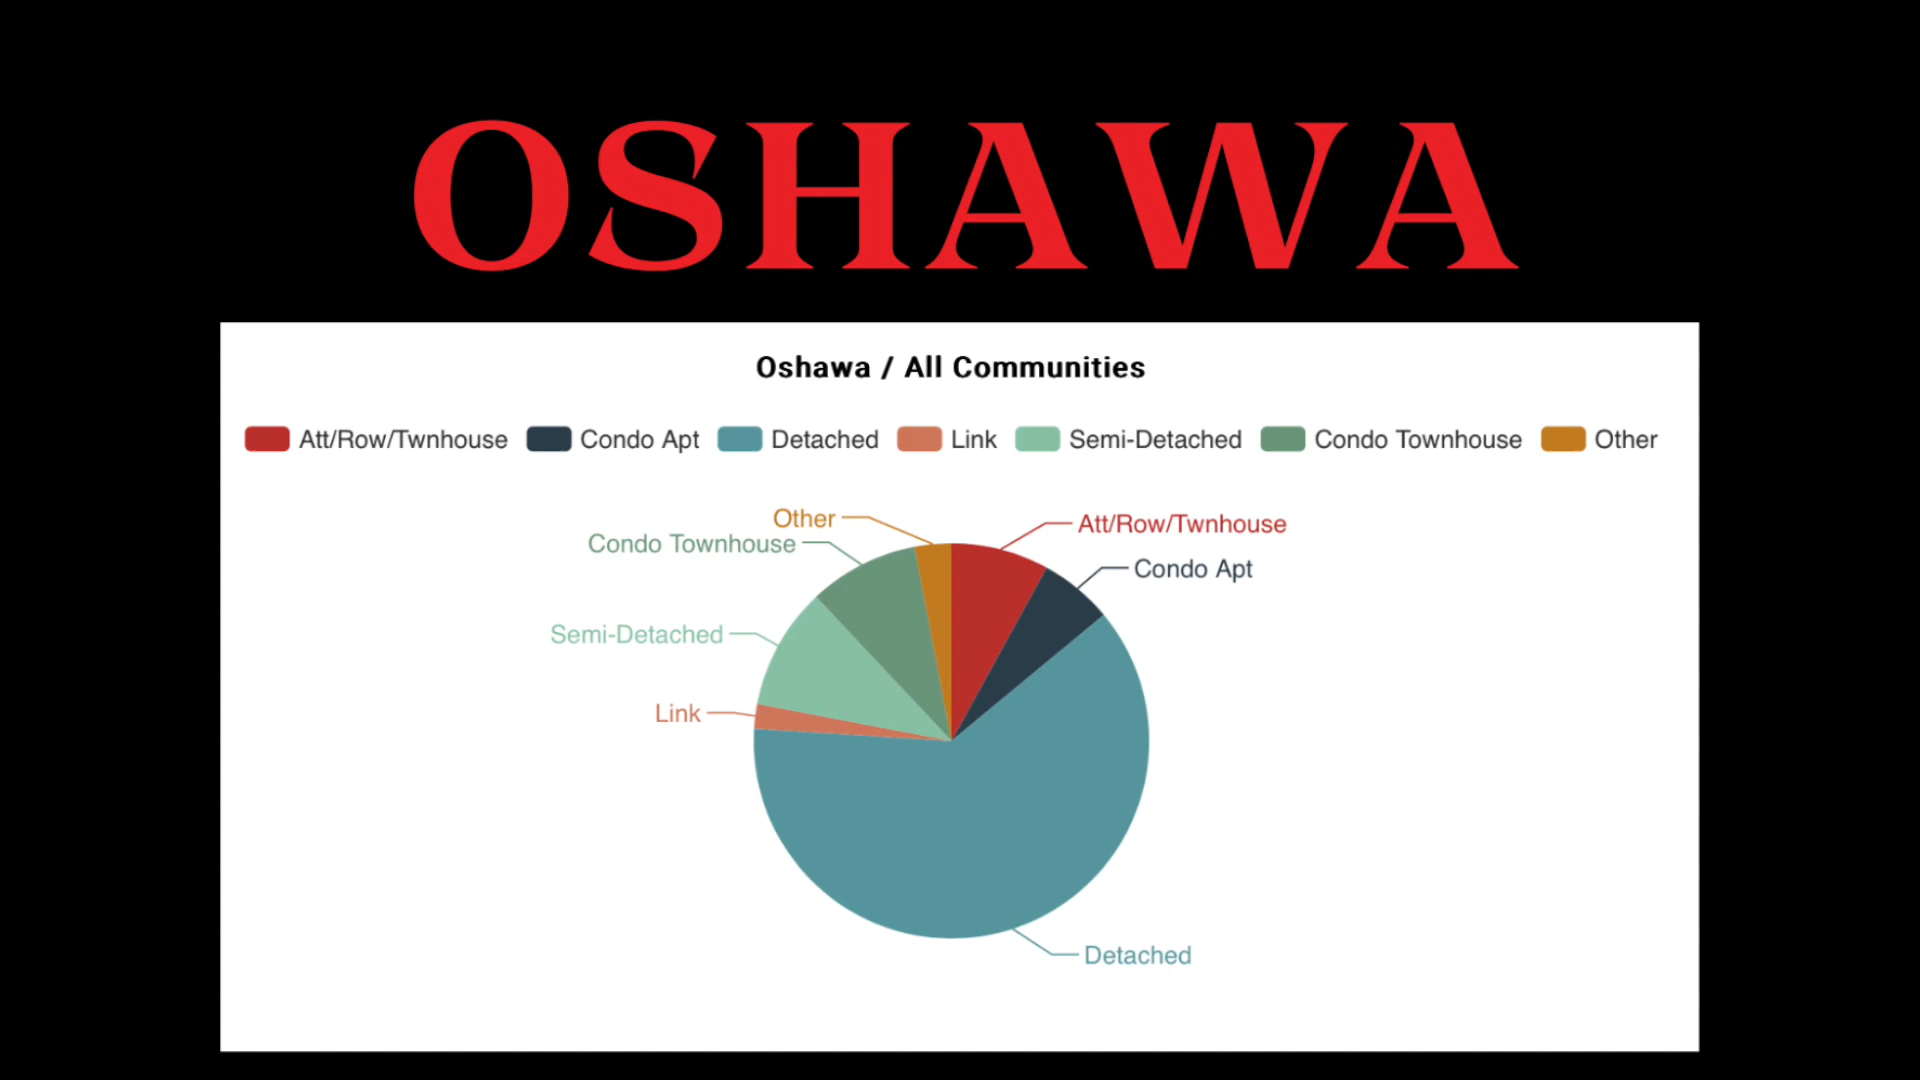 OSHAWA
Oshawa / All Communities
Att/Row/Twnhouse Condo Apt Detached Link Semi-Detached Condo Townhouse Other
Other
Att/Row/Twnhouse
Condo Townhouse
Condo Apt
Semi-Detached
Link
Detached